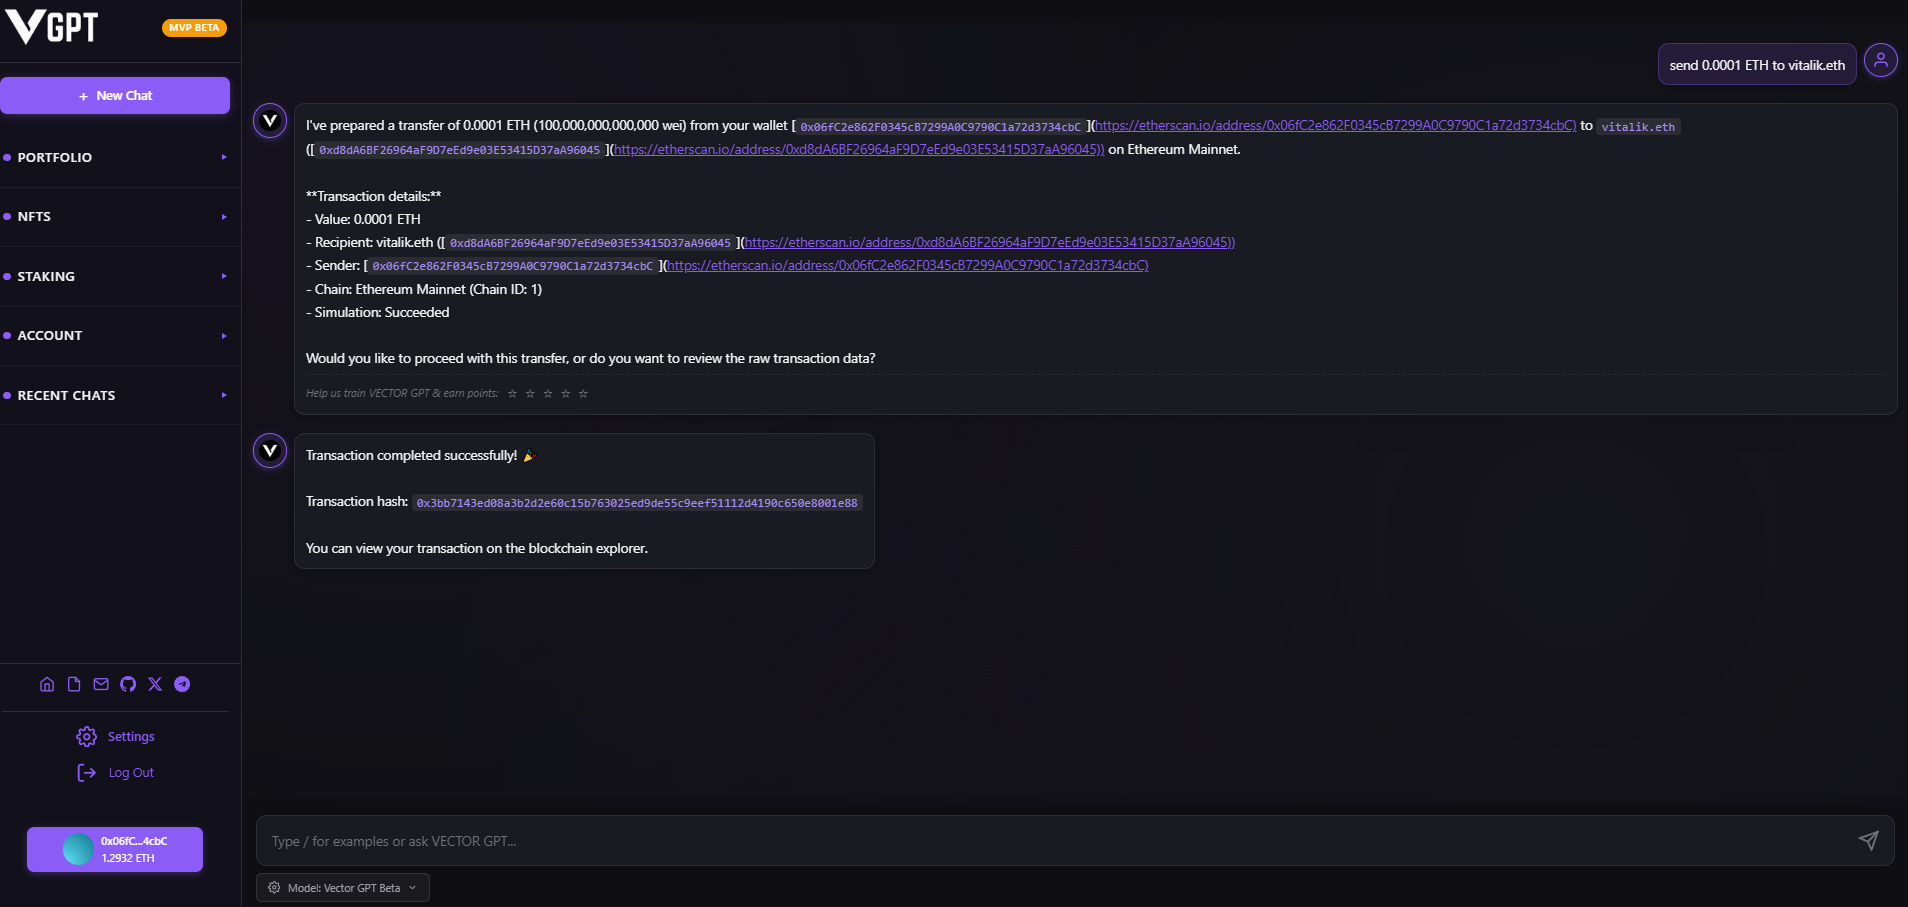 VGPT
MVP BETA
+ New Chat
PORTFOLIO
NFTS
STAKING
ACCOUNT
RECENT CHATS
Settings
Log Out
0x06fC...4cbC
1.2932 ETH
send 0.0001 ETH to vitalik.eth
I've prepared a transfer of 0.0001 ETH (100,000,000,000,000 wei) from your wallet [ 0x06fC2e862F0345cB7299A0C9790C1a72d3734cbC ](https://etherscan.io/address/0x06fC2e862F0345cB7299A0C9790C1a72d3734cbC) to vitalik.eth
([ 0xd8dA6BF26964aF9D7eEd9e03E53415D37aA96045 ](https://etherscan.io/address/0xd8dA6BF26964aF9D7eEd9e03E53415D37aA96045)) on Ethereum Mainnet.
**Transaction details:**
- Value: 0.0001 ETH
- Recipient: vitalik.eth ([ 0xd8dA6BF26964aF9D7eEd9e03E53415D37aA96045 ](https://etherscan.io/address/0xd8dA6BF26964aF9D7eEd9e03E53415D37aA96045))
- Sender: [ 0x06fC2e862F0345cB7299A0C9790C1a72d3734cbC ](https://etherscan.io/address/0x06fC2e862F0345cB7299A0C9790C1a72d3734cbC)
- Chain: Ethereum Mainnet (Chain ID: 1)
- Simulation: Succeeded
Would you like to proceed with this transfer, or do you want to review the raw transaction data?
Help us train VECTOR GPT & earn points: ☆ ☆ ☆ ☆ ☆
Transaction completed successfully! 🎉
Transaction hash: 0x3bb7143ed08a3b2d2e60c15b763025ed9de55c9eef51112d4190c650e8001e88
You can view your transaction on the blockchain explorer.
Type / for examples or ask VECTOR GPT...
Model: Vector GPT Beta